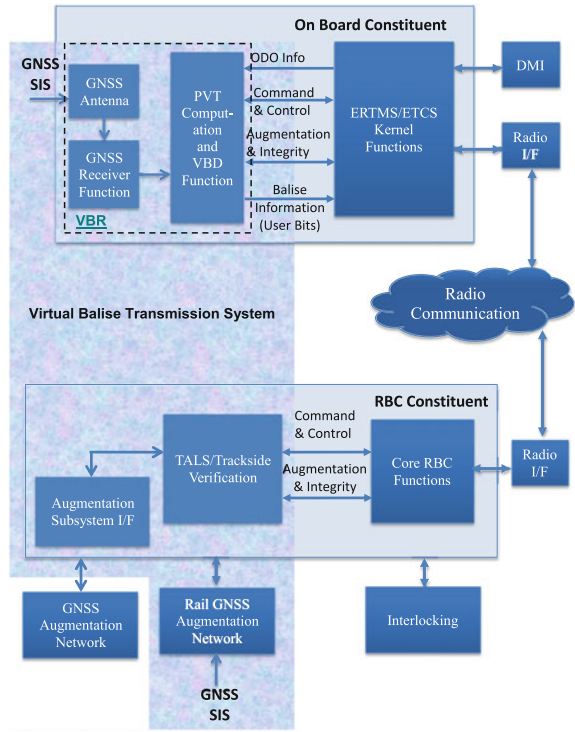 On Board Constituent
GNSS
SIS
GNSS
Antenna
GNSS
Receiver
Function
VBR
PVT
Comput-
ation
and
VBD
Function
ODO Info
Command
& Control
Augmentation
& Integrity
Balise
Information
(User Bits)
ERTMS/ETCS
Kernel
Functions
DMI
Radio
I/F
Radio
Communication
Virtual Balise Transmission System
RBC Constituent
TALS/Trackside
Verification
Command
& Control
Augmentation
& Integrity
Core RBC
Functions
Radio
I/F
Augmentation
Subsystem I/F
GNSS
Augmentation
Network
Rail GNSS
Augmentation
Network
Interlocking
GNSS
SIS